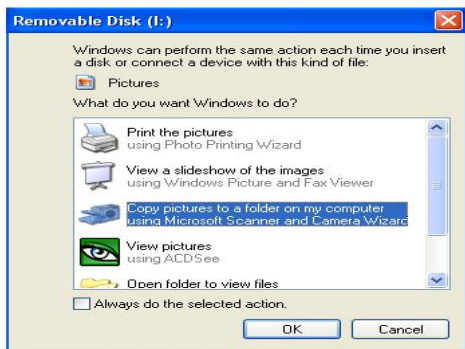 Removable Disk (I:)
Windows can perform the same action each time you insert
a disk or connect a device with this kind of file:
Pictures
What do you want Windows to do?
Print the pictures
using Photo Printing Wizard
View a slideshow of the images
using Windows Picture and Fax Viewer
Copy pictures to a folder on my computer
using Microsoft Scanner and Camera Wizard
View pictures
using ACDSee
Open folder to view files
Always do the selected action.
OK
Cancel